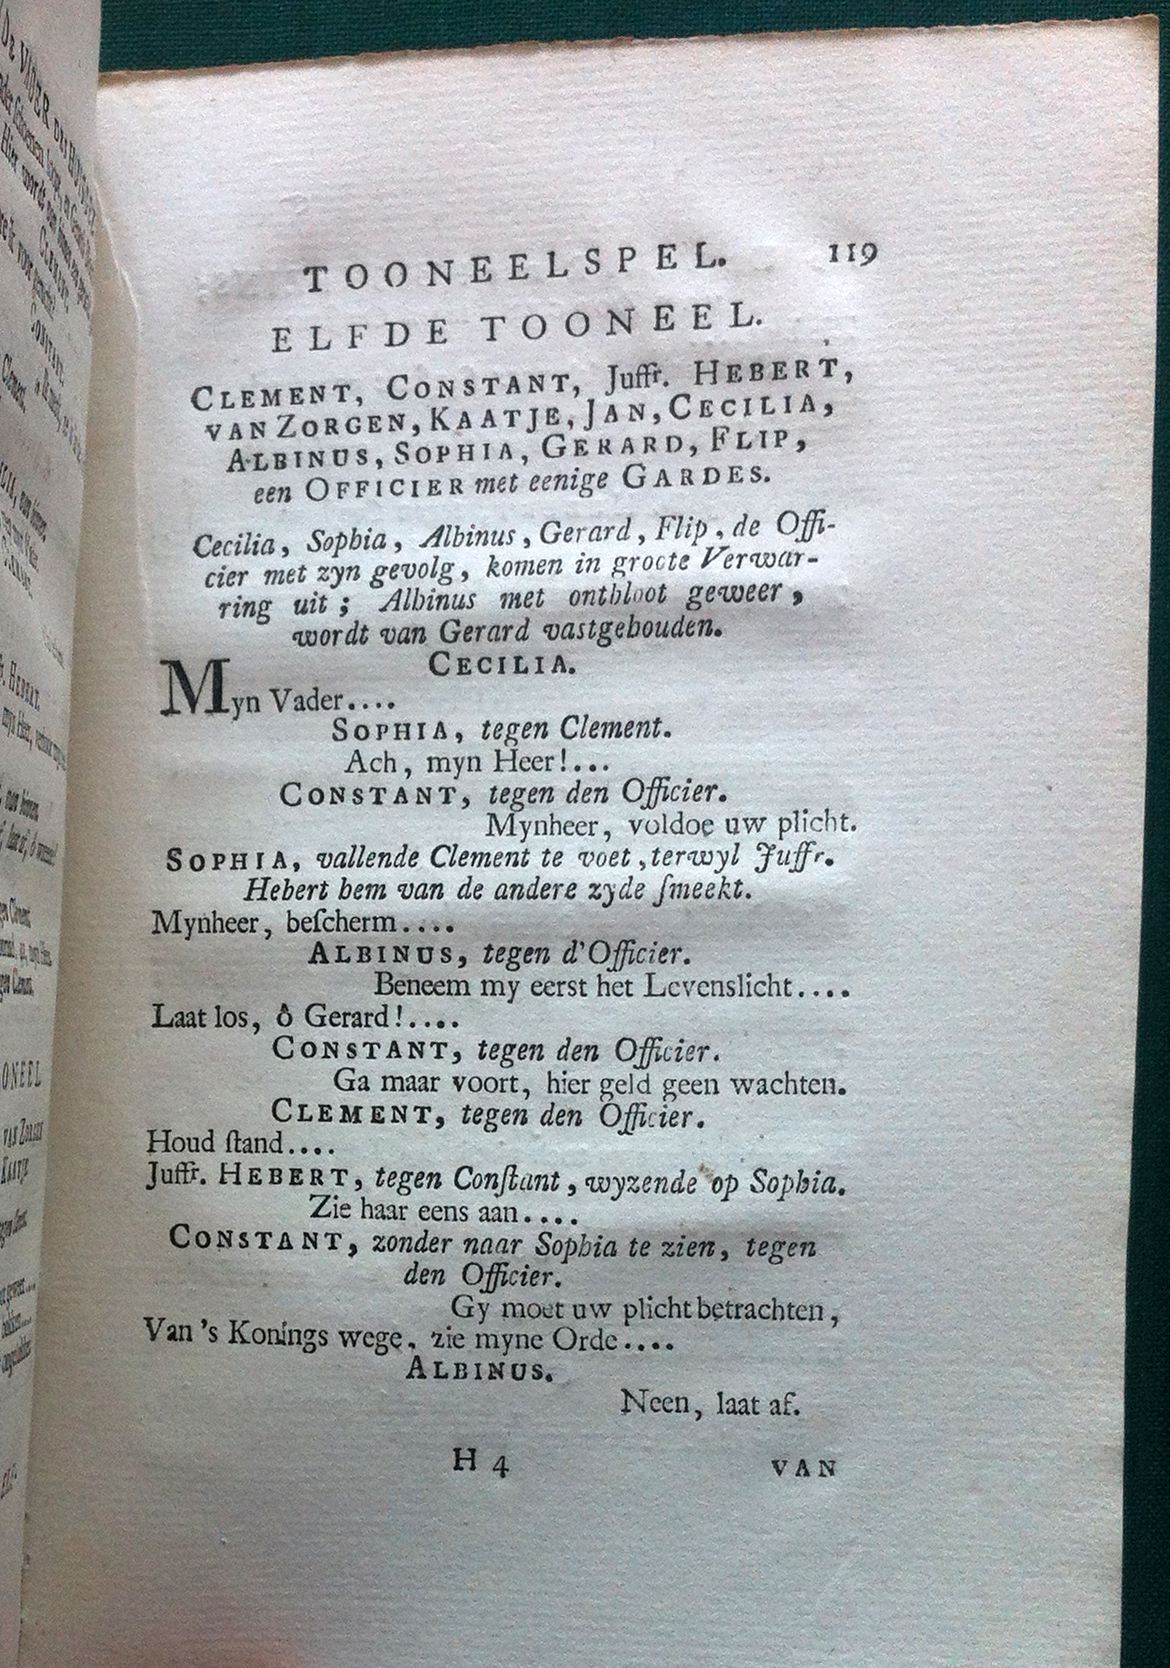 DE VADER DES HUISGEZ
CLEMENT.
CONSTANT.
Clement.
TOONEELSPEL. 119
ELFDE TOONEEL.
CLEMENT, CONSTANT, Juffr. HEBERT,
VAN ZORGEN, KAATJE, JAN, CECILIA,
ALBINUS, SOPHIA, GERARD, FLIP,
een OFFICIER met eenige GARDES.
Cecilia, Sophia, Albinus, Gerard, Flip, de Offi-
cier met zyn gevolg, komen in groote Verwar-
ring uit; Albinus met ontbloot geweer,
wordt van Gerard vastgehouden.
CECILIA.
Myn Vader....
SOPHIA, tegen Clement.
Ach, myn Heer!...
CONSTANT, tegen den Officier.
Mynheer, voldoe uw plicht.
SOPHIA, vallende Clement te voet, terwyl Juffr.
Hebert hem van de andere zyde ſmeekt.
Mynheer, beſcherm....
ALBINUS, tegen d'Officier.
Beneem my eerst het Levenslicht....
Laat los, ô Gerard!....
CONSTANT, tegen den Officier.
Ga maar voort, hier geld geen wachten.
CLEMENT, tegen den Officier.
Houd ſtand....
Juffr. HEBERT, tegen Conſtant, wyzende op Sophia.
Zie haar eens aan....
CONSTANT, zonder naar Sophia te zien, tegen
den Officier.
Gy moet uw plicht betrachten,
Van 's Konings wege, zie myne Orde....
ALBINUS.
Neen, laat af.
H 4 VAN